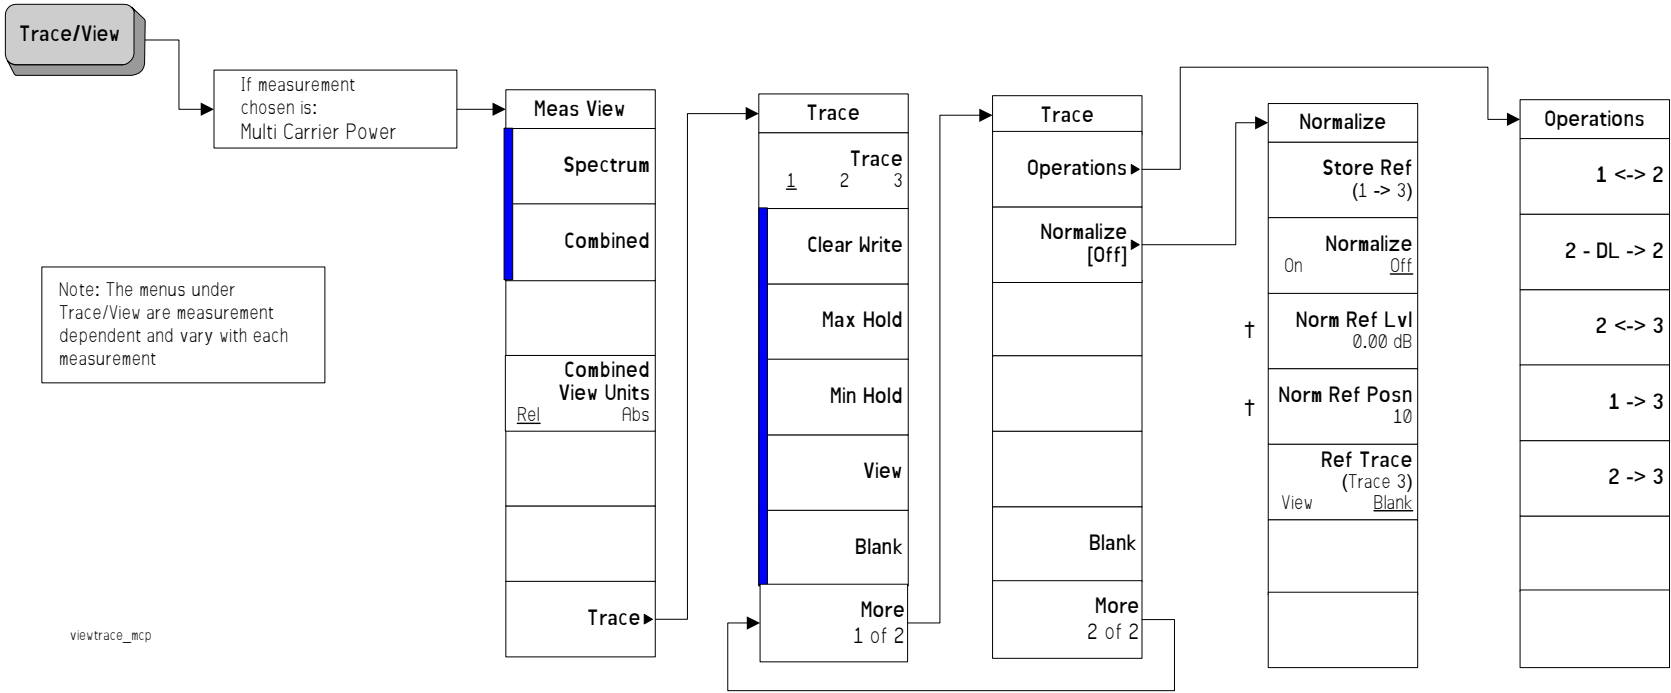 Trace/View
If measurement
chosen is:
Multi Carrier Power
Note: The menus under
Trace/View are measurement
dependent and vary with each
measurement
viewtrace_mcp
Meas View
Spectrum
Combined
Combined
View Units
Rel Abs
Trace
Trace
Trace
1 2 3
Clear Write
Max Hold
Min Hold
View
Blank
More
1 of 2
Trace
Operations
Normalize
[Off]
Blank
More
2 of 2
Normalize
Store Ref
(1 -> 3)
Normalize
On Off
† Norm Ref Lvl
0.00 dB
† Norm Ref Posn
10
Ref Trace
(Trace 3)
View Blank
Operations
1 <-> 2
2 - DL -> 2
2 <-> 3
1 -> 3
2 -> 3